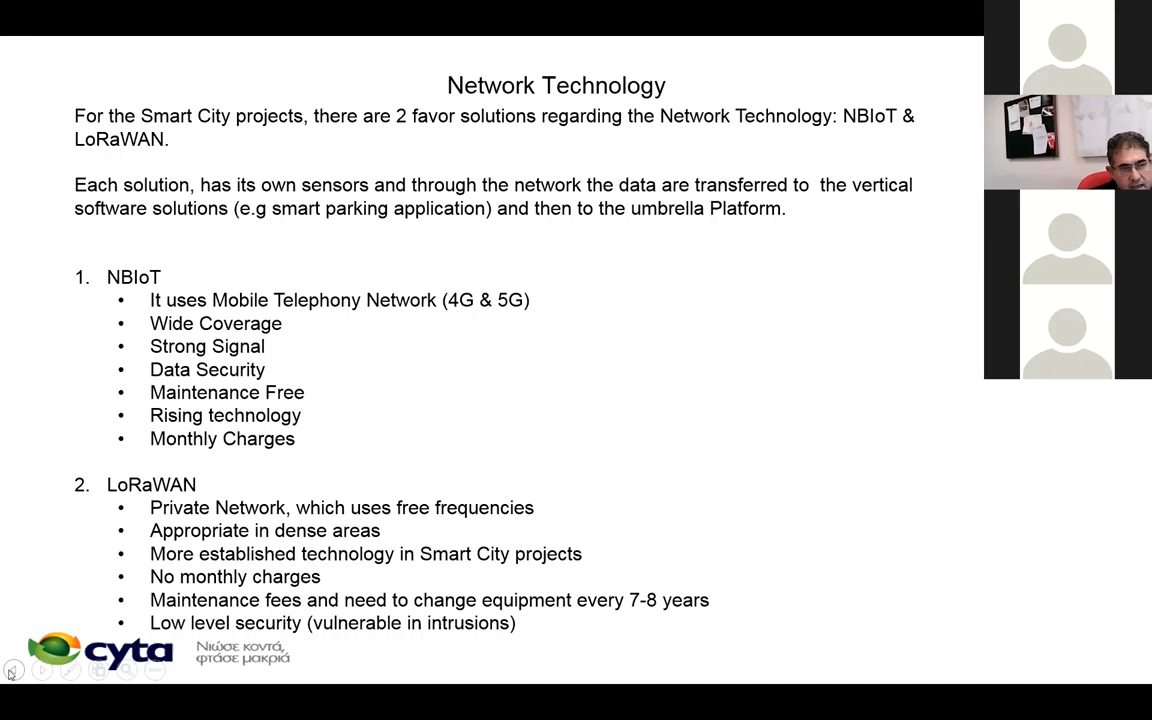 Network Technology
For the Smart City projects, there are 2 favor solutions regarding the Network Technology: NBIoT &
LoRaWAN.
Each solution, has its own sensors and through the network the data are transferred to the vertical
software solutions (e.g smart parking application) and then to the umbrella Platform.
1. NBIoT
• It uses Mobile Telephony Network (4G & 5G)
• Wide Coverage
• Strong Signal
• Data Security
• Maintenance Free
• Rising technology
• Monthly Charges
2. LoRaWAN
• Private Network, which uses free frequencies
• Appropriate in dense areas
• More established technology in Smart City projects
• No monthly charges
• Maintenance fees and need to change equipment every 7-8 years
• Low level security (vulnerable in intrusions)
cyta
Νιώσε κοντά,
φτάσε μακριά